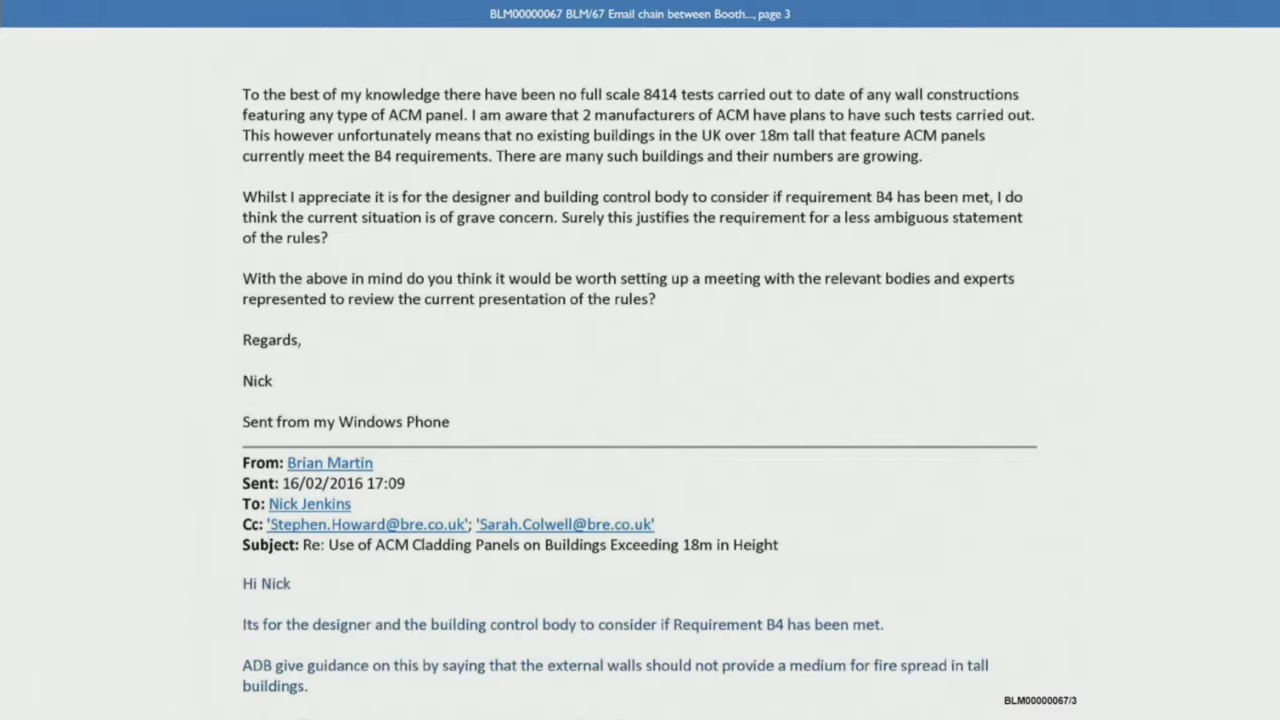 BLM00000067 BLM/67 Email chain between Booth..., page 3
To the best of my knowledge there have been no full scale 8414 tests carried out to date of any wall constructions
featuring any type of ACM panel. I am aware that 2 manufacturers of ACM have plans to have such tests carried out.
This however unfortunately means that no existing buildings in the UK over 18m tall that feature ACM panels
currently meet the B4 requirements. There are many such buildings and their numbers are growing.
Whilst I appreciate it is for the designer and building control body to consider if requirement B4 has been met, I do
think the current situation is of grave concern. Surely this justifies the requirement for a less ambiguous statement
of the rules?
With the above in mind do you think it would be worth setting up a meeting with the relevant bodies and experts
represented to review the current presentation of the rules?
Regards,
Nick
Sent from my Windows Phone
From: Brian Martin
Sent: 16/02/2016 17:09
To: Nick Jenkins
Cc: 'Stephen.Howard@bre.co.uk'; 'Sarah.Colwell@bre.co.uk'
Subject: Re: Use of ACM Cladding Panels on Buildings Exceeding 18m in Height
Hi Nick
Its for the designer and the building control body to consider if Requirement B4 has been met.
ADB give guidance on this by saying that the external walls should not provide a medium for fire spread in tall
buildings.
BLM00000067/3